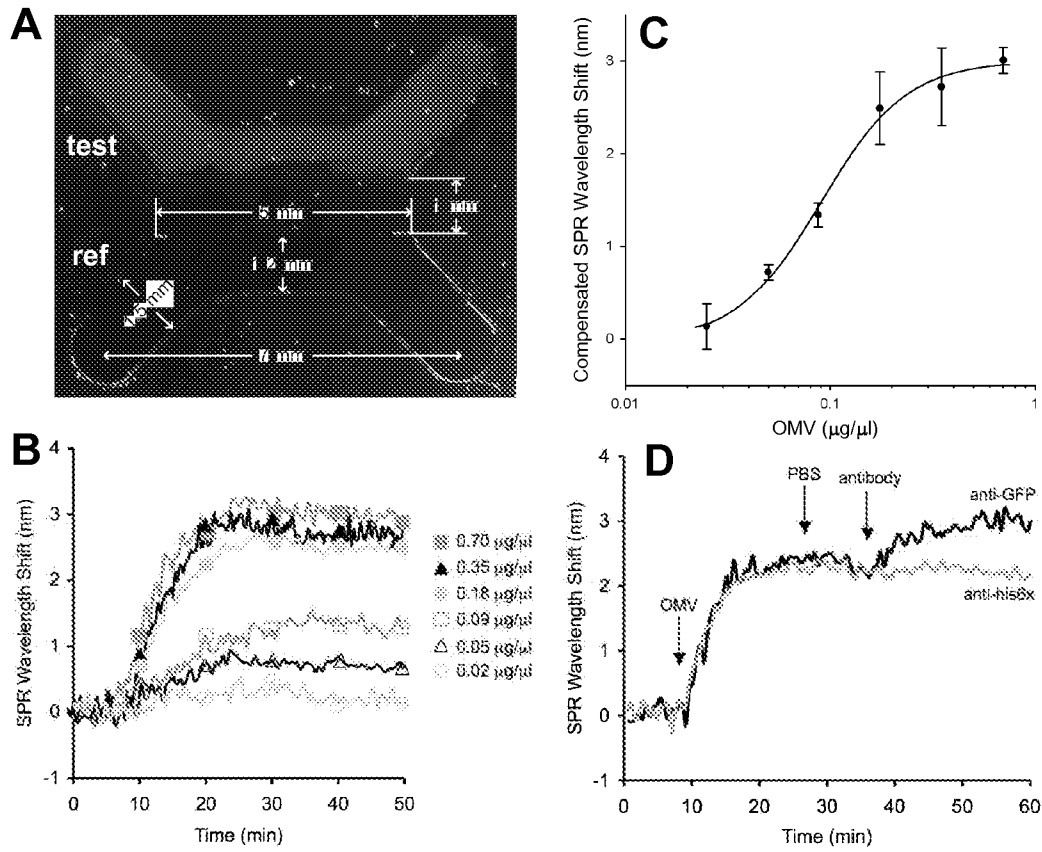 A
test
ref
1.5 mm
7 mm
B
SPR Wavelength Shift (nm)
4
3
2
1
0
-1
0
10
20
30
40
50
Time (min)
0.70 µg/µl
0.35 µg/µl
0.18 µg/µl
0.09 µg/µl
0.05 µg/µl
0.02 µg/µl
C
Compensated SPR Wavelength Shift (nm)
3
2
1
0
0.01
0.1
1
OMV (µg/µl)
D
SPR Wavelength Shift (nm)
4
3
2
1
0
-1
0
10
20
30
40
50
60
Time (min)
OMV
PBS
antibody
anti-GFP
anti-his6x